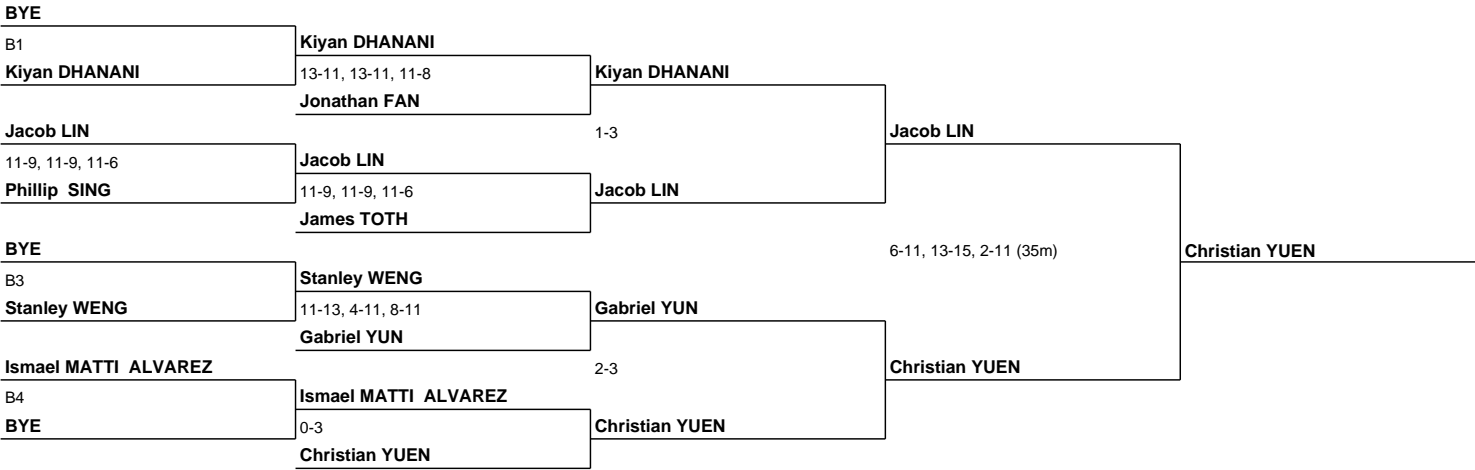 BYE
B1
Kiyan DHANANI
Kiyan DHANANI
13-11, 13-11, 11-8
Kiyan DHANANI
Jonathan FAN
Jacob LIN
1-3
Jacob LIN
11-9, 11-9, 11-6
Jacob LIN
Phillip  SING
11-9, 11-9, 11-6
Jacob LIN
James TOTH
BYE
6-11, 13-15, 2-11 (35m)
Christian YUEN
B3
Stanley WENG
Stanley WENG
11-13, 4-11, 8-11
Gabriel YUN
Gabriel YUN
Ismael MATTI  ALVAREZ
2-3
Christian YUEN
B4
Ismael MATTI  ALVAREZ
BYE
0-3
Christian YUEN
Christian YUEN